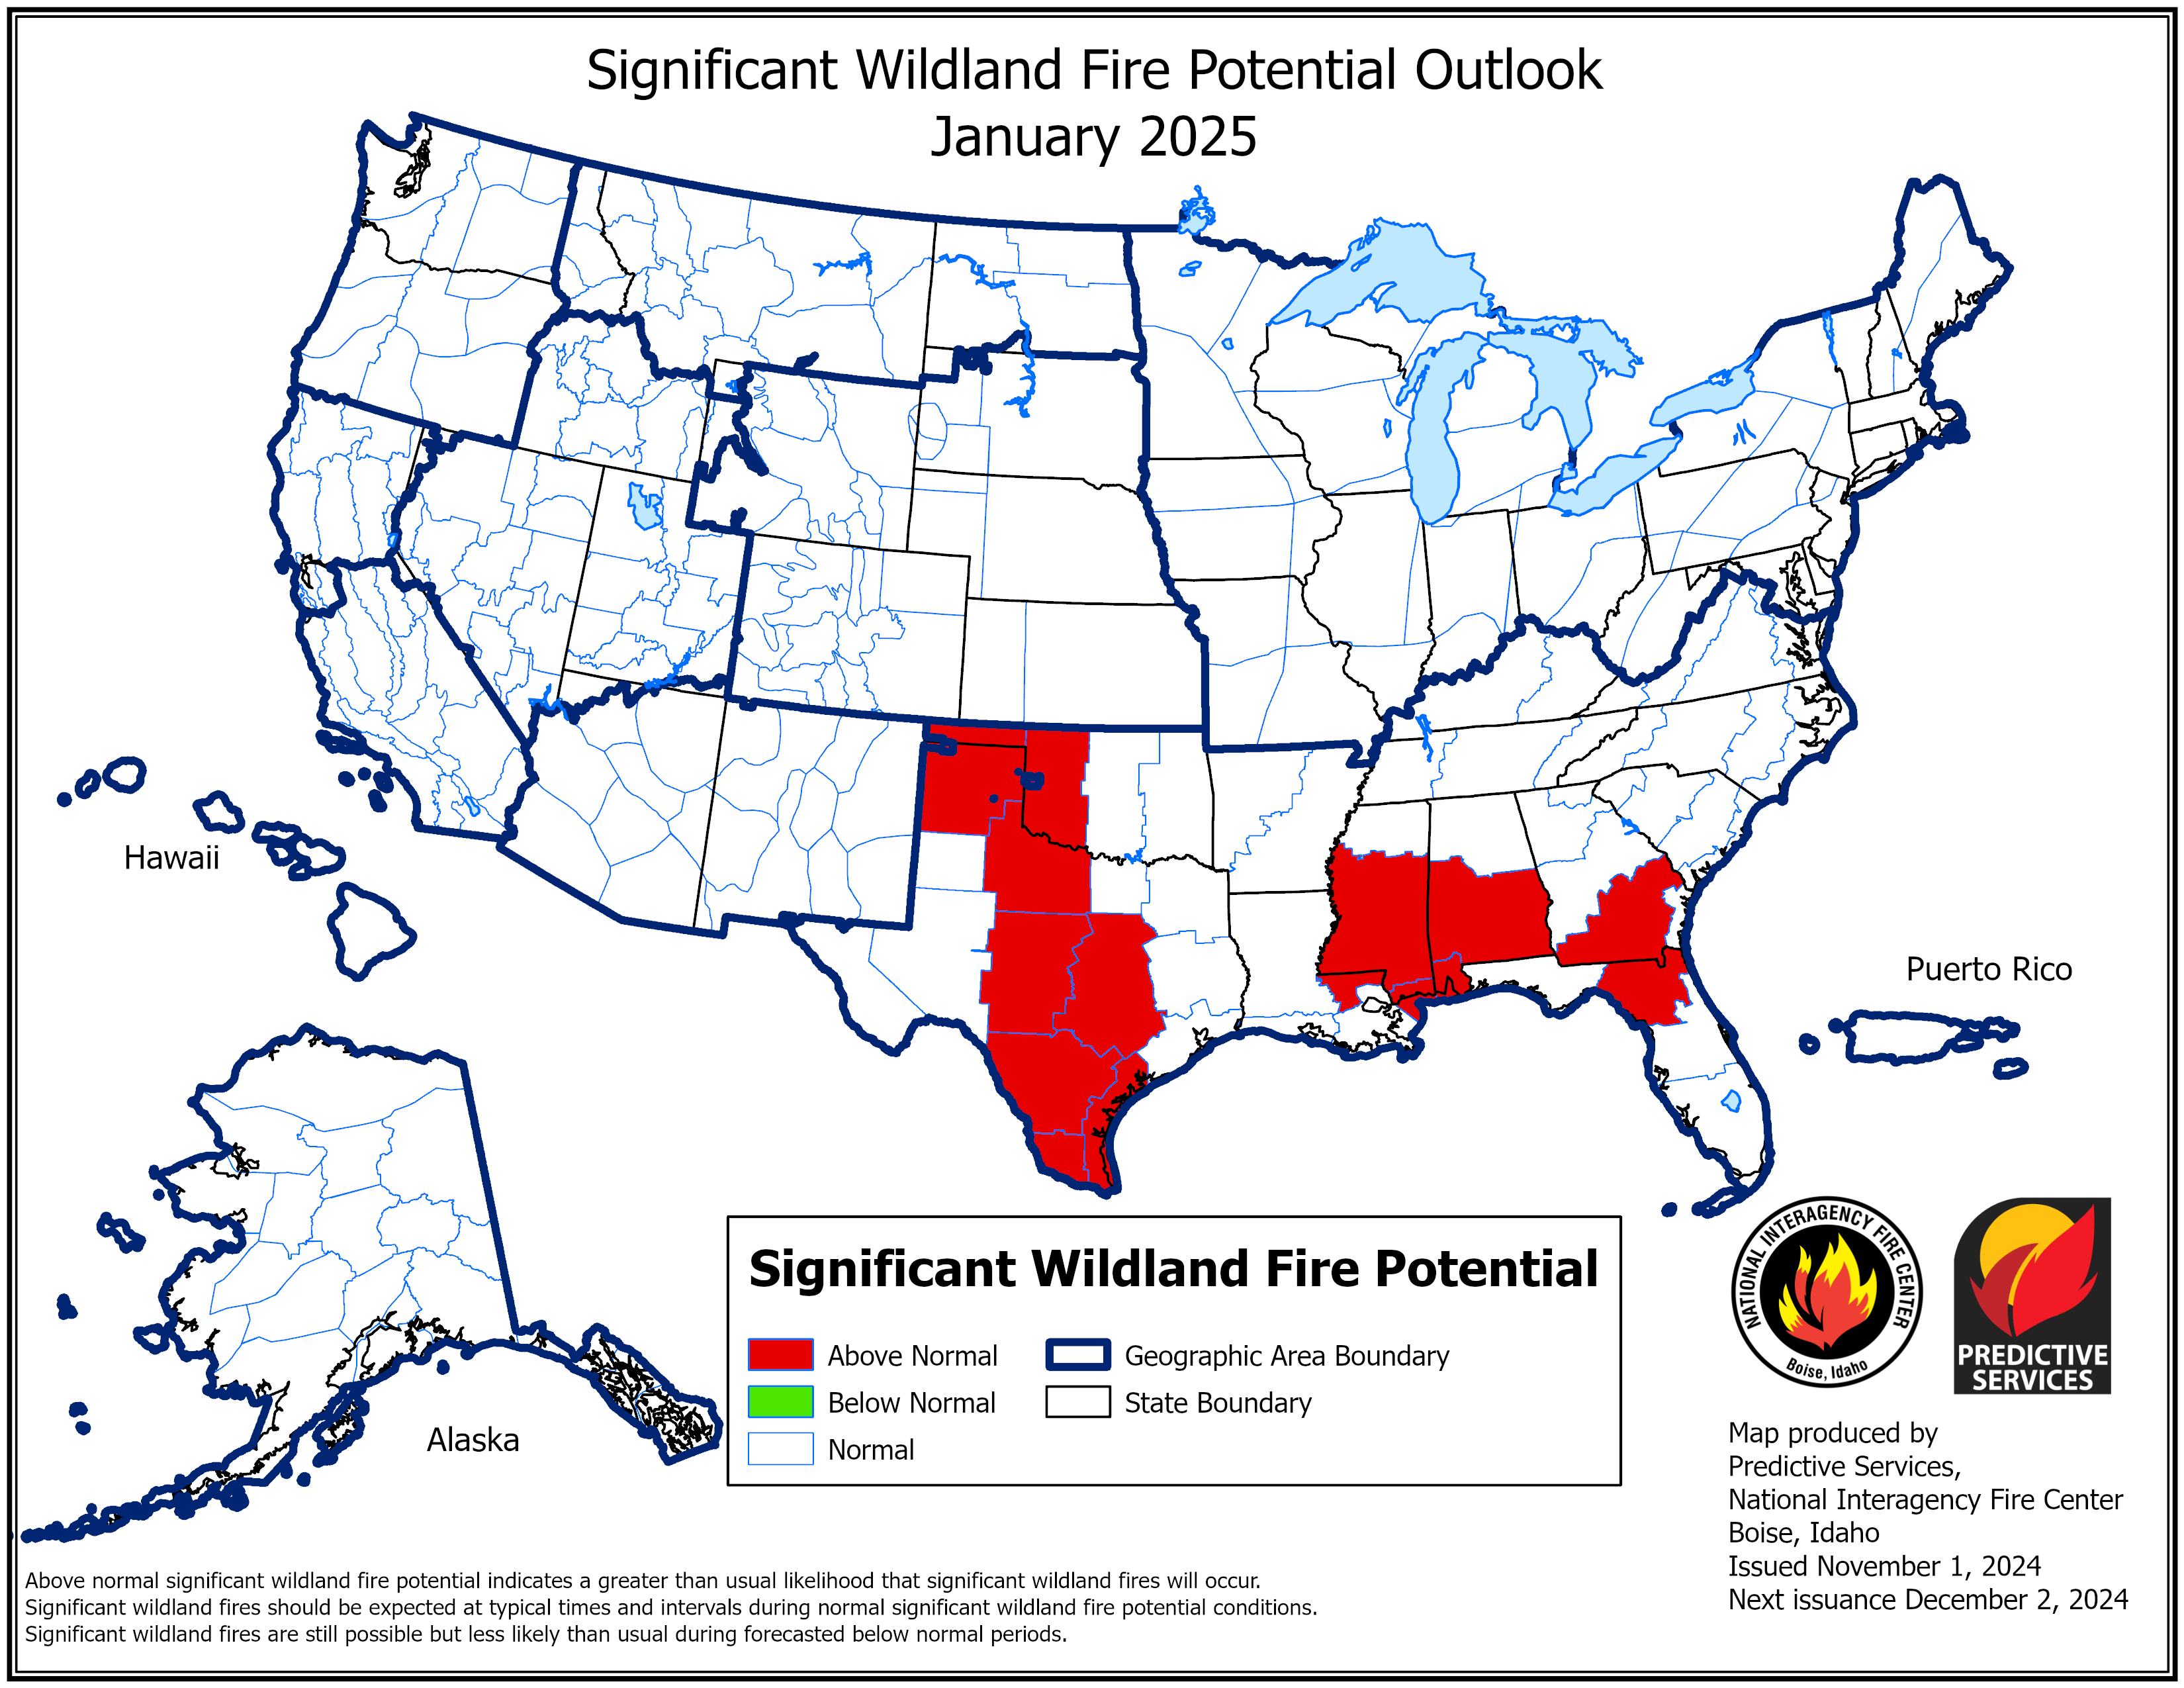 Significant Wildland Fire Potential Outlook
January 2025
Hawaii
Puerto Rico
Alaska
Significant Wildland Fire Potential
Above Normal
Below Normal
Normal
Geographic Area Boundary
State Boundary
NATIONAL INTERAGENCY FIRE CENTER
Boise, Idaho
PREDICTIVE
SERVICES
Map produced by
Predictive Services,
National Interagency Fire Center
Boise, Idaho
Issued November 1, 2024
Next issuance December 2, 2024
Above normal significant wildland fire potential indicates a greater than usual likelihood that significant wildland fires will occur.
Significant wildland fires should be expected at typical times and intervals during normal significant wildland fire potential conditions.
Significant wildland fires are still possible but less likely than usual during forecasted below normal periods.